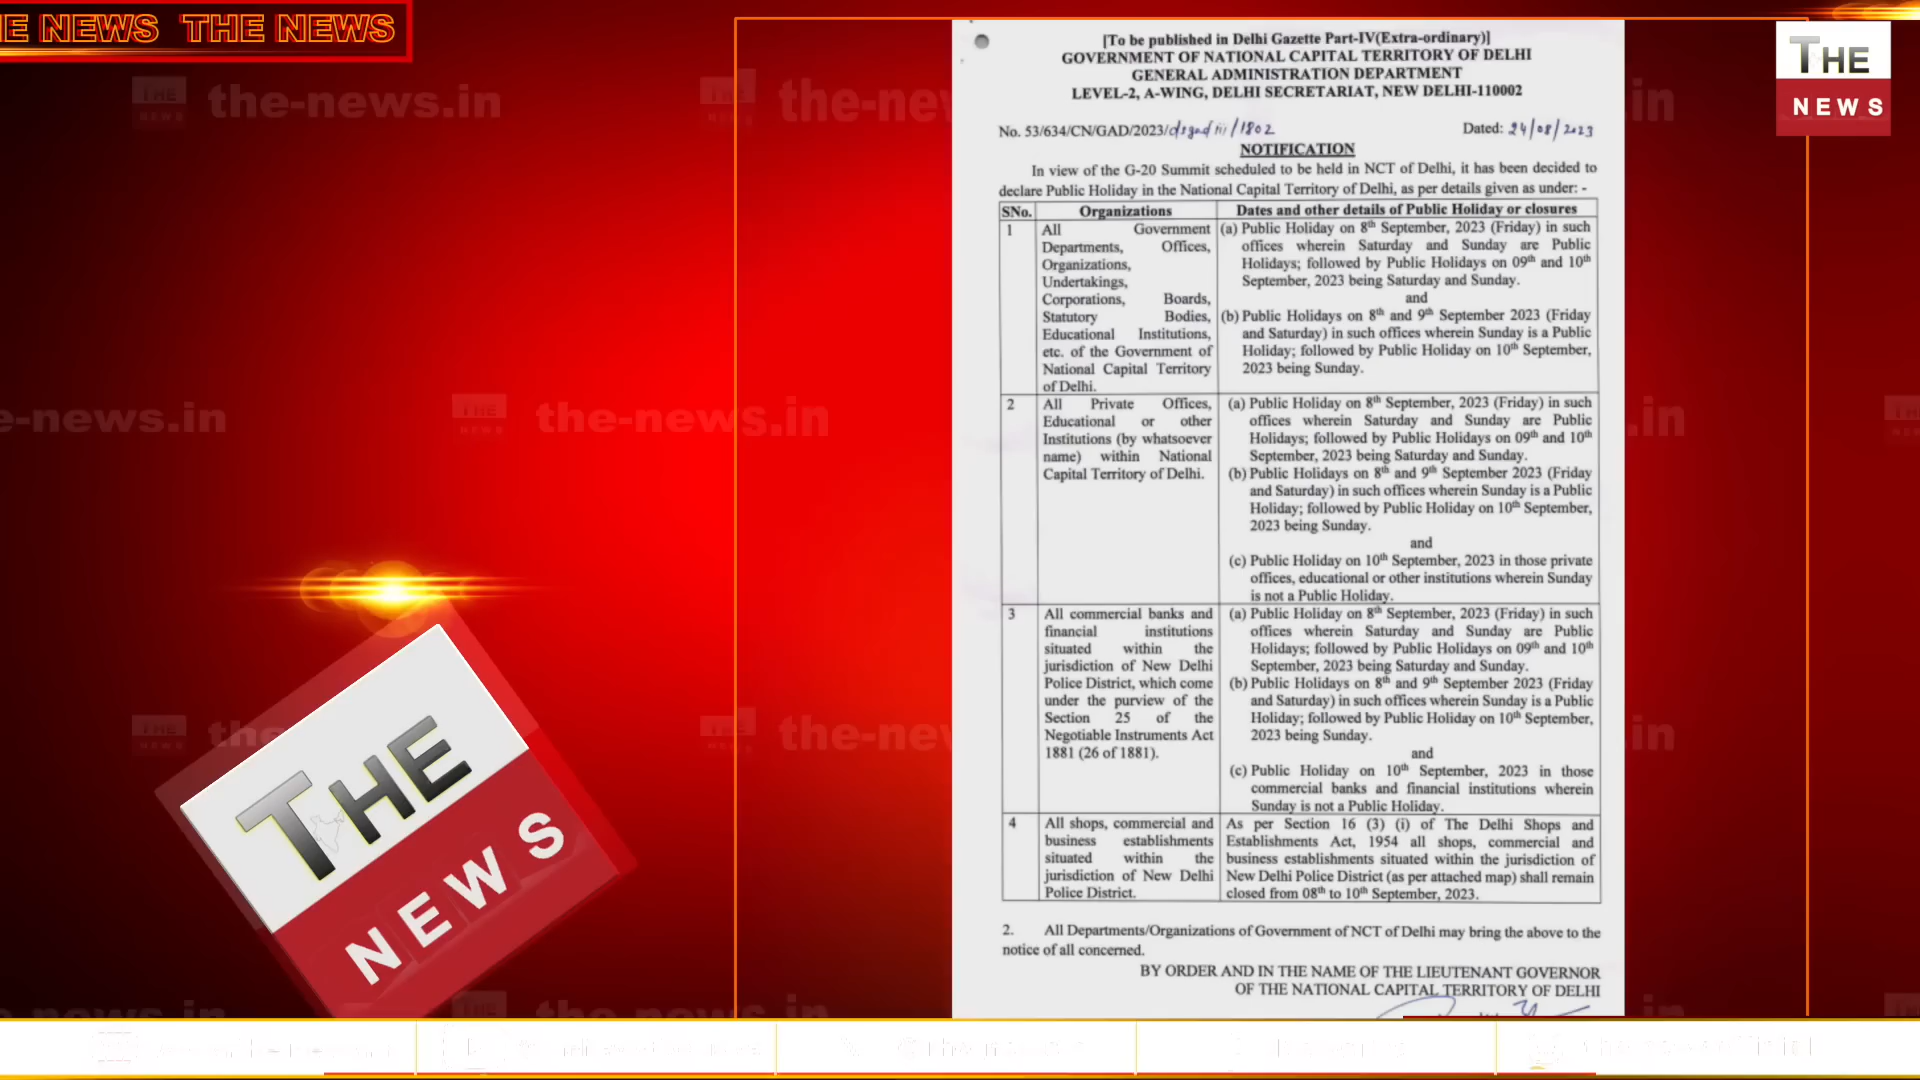 THE NEWS THE NEWS
THE
NEWS
the-news.in
[To be published in Delhi Gazette Part-IV(Extra-ordinary)]
GOVERNMENT OF NATIONAL CAPITAL TERRITORY OF DELHI
GENERAL ADMINISTRATION DEPARTMENT
LEVEL-2, A-WING, DELHI SECRETARIAT, NEW DELHI-110002
No. 53/634/CN/GAD/2023/dsgadiii/1802 Dated: 24/08/2023
NOTIFICATION
In view of the G-20 Summit scheduled to be held in NCT of Delhi, it has been decided to
declare Public Holiday in the National Capital Territory of Delhi, as per details given as under: -
SNo. Organizations Dates and other details of Public Holiday or closures
1 All Government
Departments, Offices,
Organizations,
Undertakings,
Corporations, Boards,
Statutory Bodies,
Educational Institutions,
etc. of the Government of
National Capital Territory
of Delhi.
(a) Public Holiday on 8th September, 2023 (Friday) in such
offices wherein Saturday and Sunday are Public
Holidays; followed by Public Holidays on 09th and 10th
September, 2023 being Saturday and Sunday.
and
(b) Public Holidays on 8th and 9th September 2023 (Friday
and Saturday) in such offices wherein Sunday is a Public
Holiday; followed by Public Holiday on 10th September,
2023 being Sunday.
2 All Private Offices,
Educational or other
Institutions (by whatsoever
name) within National
Capital Territory of Delhi.
(a) Public Holiday on 8th September, 2023 (Friday) in such
offices wherein Saturday and Sunday are Public
Holidays; followed by Public Holidays on 09th and 10th
September, 2023 being Saturday and Sunday.
(b) Public Holidays on 8th and 9th September 2023 (Friday
and Saturday) in such offices wherein Sunday is a Public
Holiday; followed by Public Holiday on 10th September,
2023 being Sunday.
and
(c) Public Holiday on 10th September, 2023 in those private
offices, educational or other institutions wherein Sunday
is not a Public Holiday.
3 All commercial banks and
financial institutions
situated within the
jurisdiction of New Delhi
Police District, which come
under the purview of the
Section 25 of the
Negotiable Instruments Act
1881 (26 of 1881).
(a) Public Holiday on 8th September, 2023 (Friday) in such
offices wherein Saturday and Sunday are Public
Holidays; followed by Public Holidays on 09th and 10th
September, 2023 being Saturday and Sunday.
(b) Public Holidays on 8th and 9th September 2023 (Friday
and Saturday) in such offices wherein Sunday is a Public
Holiday; followed by Public Holiday on 10th September,
2023 being Sunday.
and
(c) Public Holiday on 10th September, 2023 in those
commercial banks and financial institutions wherein
Sunday is not a Public Holiday.
4 All shops, commercial and
business establishments
situated within the
jurisdiction of New Delhi
Police District.
As per Section 16 (3) (i) of The Delhi Shops and
Establishments Act, 1954 all shops, commercial and
business establishments situated within the jurisdiction of
New Delhi Police District (as per attached map) shall remain
closed from 08th to 10th September, 2023.
2. All Departments/Organizations of Government of NCT of Delhi may bring the above to the
notice of all concerned.
BY ORDER AND IN THE NAME OF THE LIEUTENANT GOVERNOR
OF THE NATIONAL CAPITAL TERRITORY OF DELHI
THE
NEWS